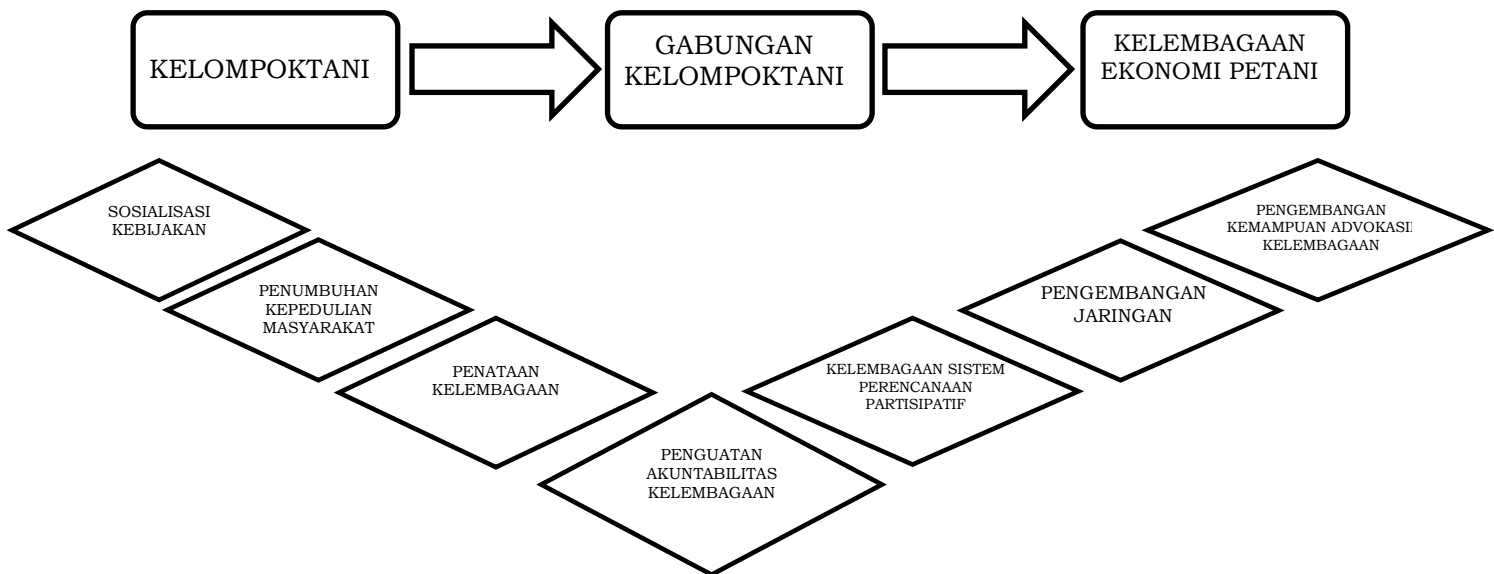 KELOMPOKTANI
GABUNGAN
KELOMPOKTANI
KELEMBAGAAN
EKONOMI PETANI
SOSIALISASI
KEBIJAKAN
PENUMBUHAN
KEPEDULIAN
MASYARAKAT
PENATAAN
KELEMBAGAAN
PENGUATAN
AKUNTABILITAS
KELEMBAGAAN
KELEMBAGAAN SISTEM
PERENCANAAN
PARTISIPATIF
PENGEMBANGAN
JARINGAN
PENGEMBANGAN
KEMAMPUAN ADVOKASI
KELEMBAGAAN